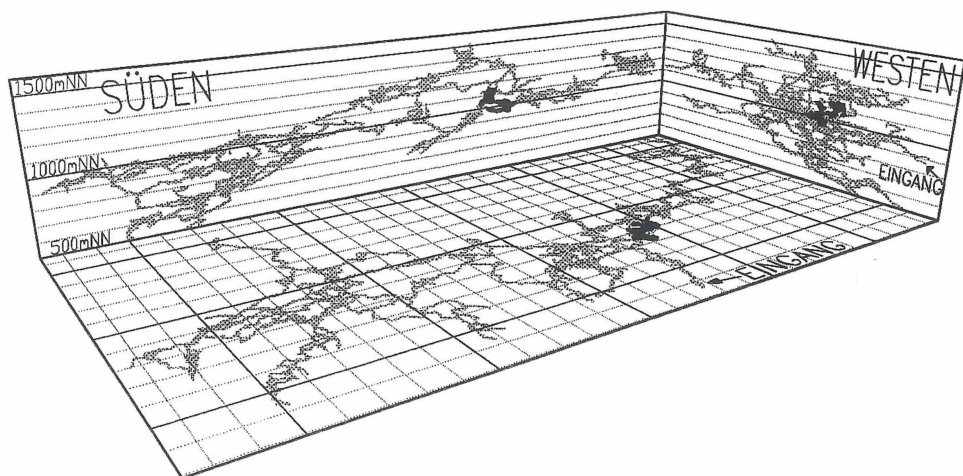 1500mNN
SÜDEN
WESTEN
1000mNN
EINGANG
500mNN
EINGANG